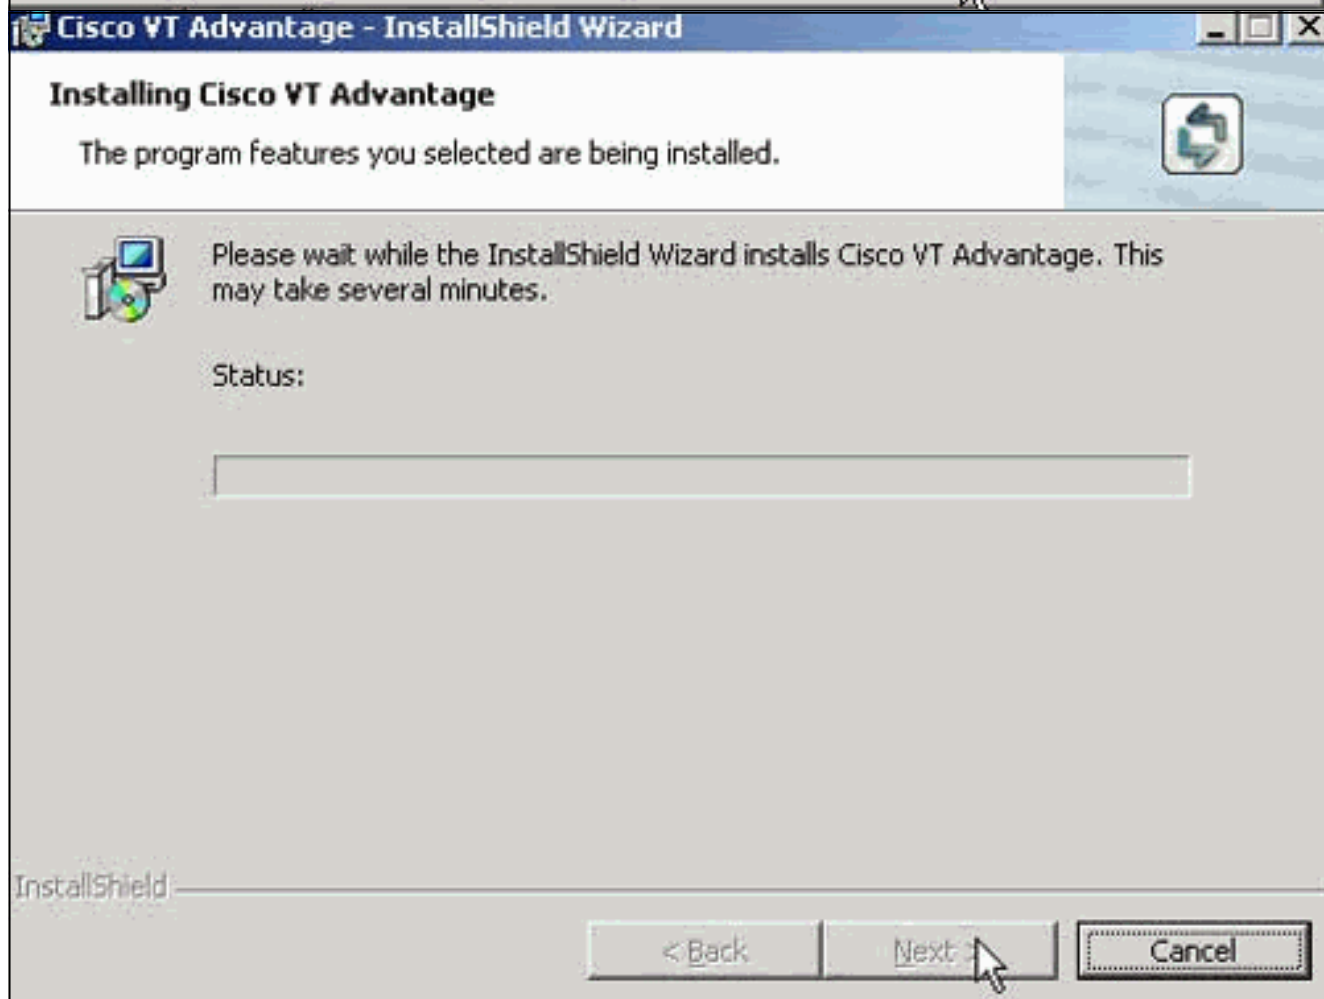 Cisco VT Advantage - InstallShield Wizard
Installing Cisco VT Advantage
The program features you selected are being installed.
Please wait while the InstallShield Wizard installs Cisco VT Advantage. This
may take several minutes.
Status:
InstallShield
< Back
Next >
Cancel